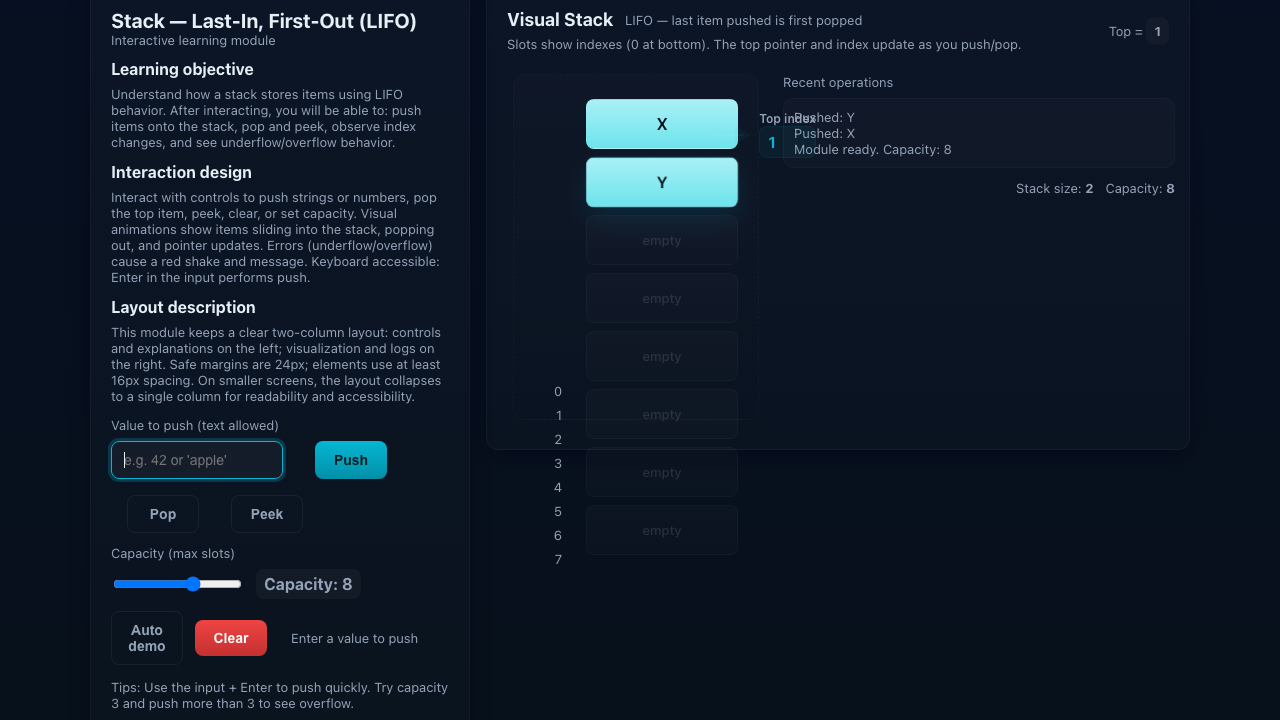 Stack — Last-In, First-Out (LIFO)
Interactive learning module
Learning objective
Understand how a stack stores items using LIFO
behavior. After interacting, you will be able to: push
items onto the stack, pop and peek, observe index
changes, and see underflow/overflow behavior.
Interaction design
Interact with controls to push strings or numbers, pop
the top item, peek, clear, or set capacity. Visual
animations show items sliding into the stack, popping
out, and pointer updates. Errors (underflow/overflow)
cause a red shake and message. Keyboard accessible:
Enter in the input performs push.
Layout description
This module keeps a clear two-column layout: controls
and explanations on the left; visualization and logs on
the right. Safe margins are 24px; elements use at least
16px spacing. On smaller screens, the layout collapses
to a single column for readability and accessibility.
Value to push (text allowed)
e.g. 42 or 'apple'
Push
Pop
Peek
Capacity (max slots)
Capacity: 8
Auto
demo
Clear
Enter a value to push
Tips: Use the input + Enter to push quickly. Try capacity
3 and push more than 3 to see overflow.
Visual Stack
LIFO — last item pushed is first popped
Slots show indexes (0 at bottom). The top pointer and index update as you push/pop.
Top = 1
X
Y
empty
empty
empty
empty
empty
empty
0
1
2
3
4
5
6
7
Top index
1
Recent operations
Pushed: Y
Pushed: X
Module ready. Capacity: 8
Stack size: 2 Capacity: 8